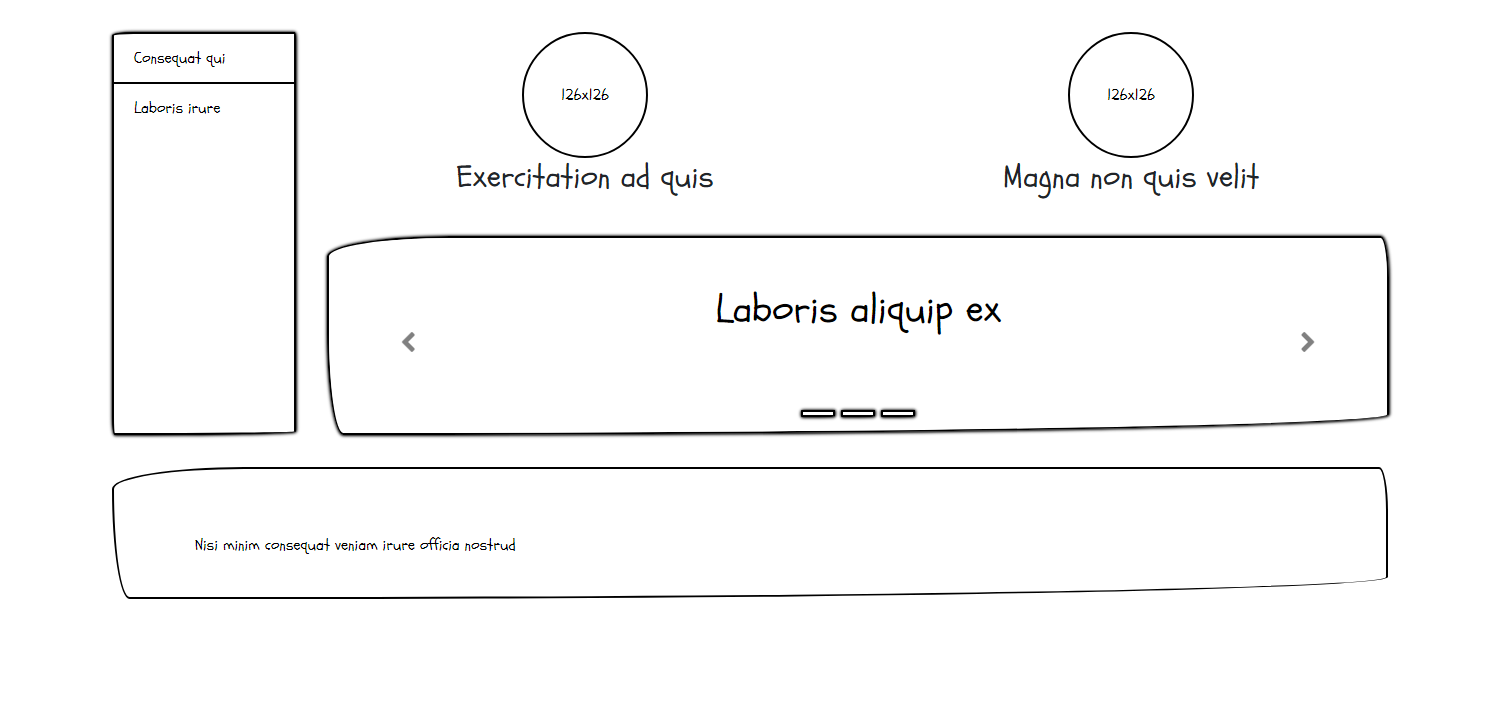 Consequat qui
Laboris irure
126x126
Exercitation ad quis
126x126
Magna non quis velit
Laboris aliquip ex
Nisi minim consequat veniam irure officia nostrud